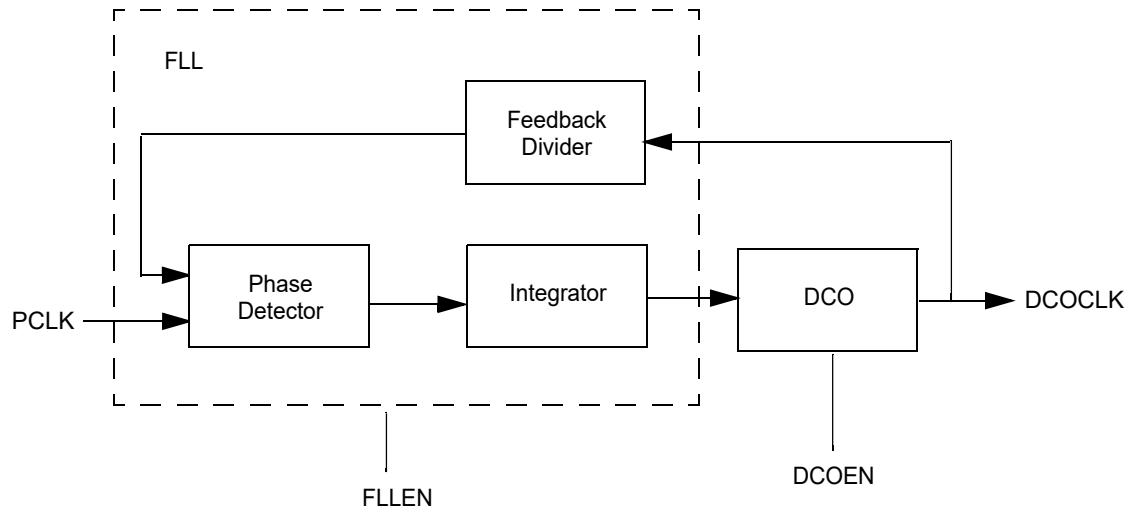 FLL
Feedback
Divider
Phase
Detector
Integrator
DCO
PCLK
DCOCLK
DCOEN
FLLEN